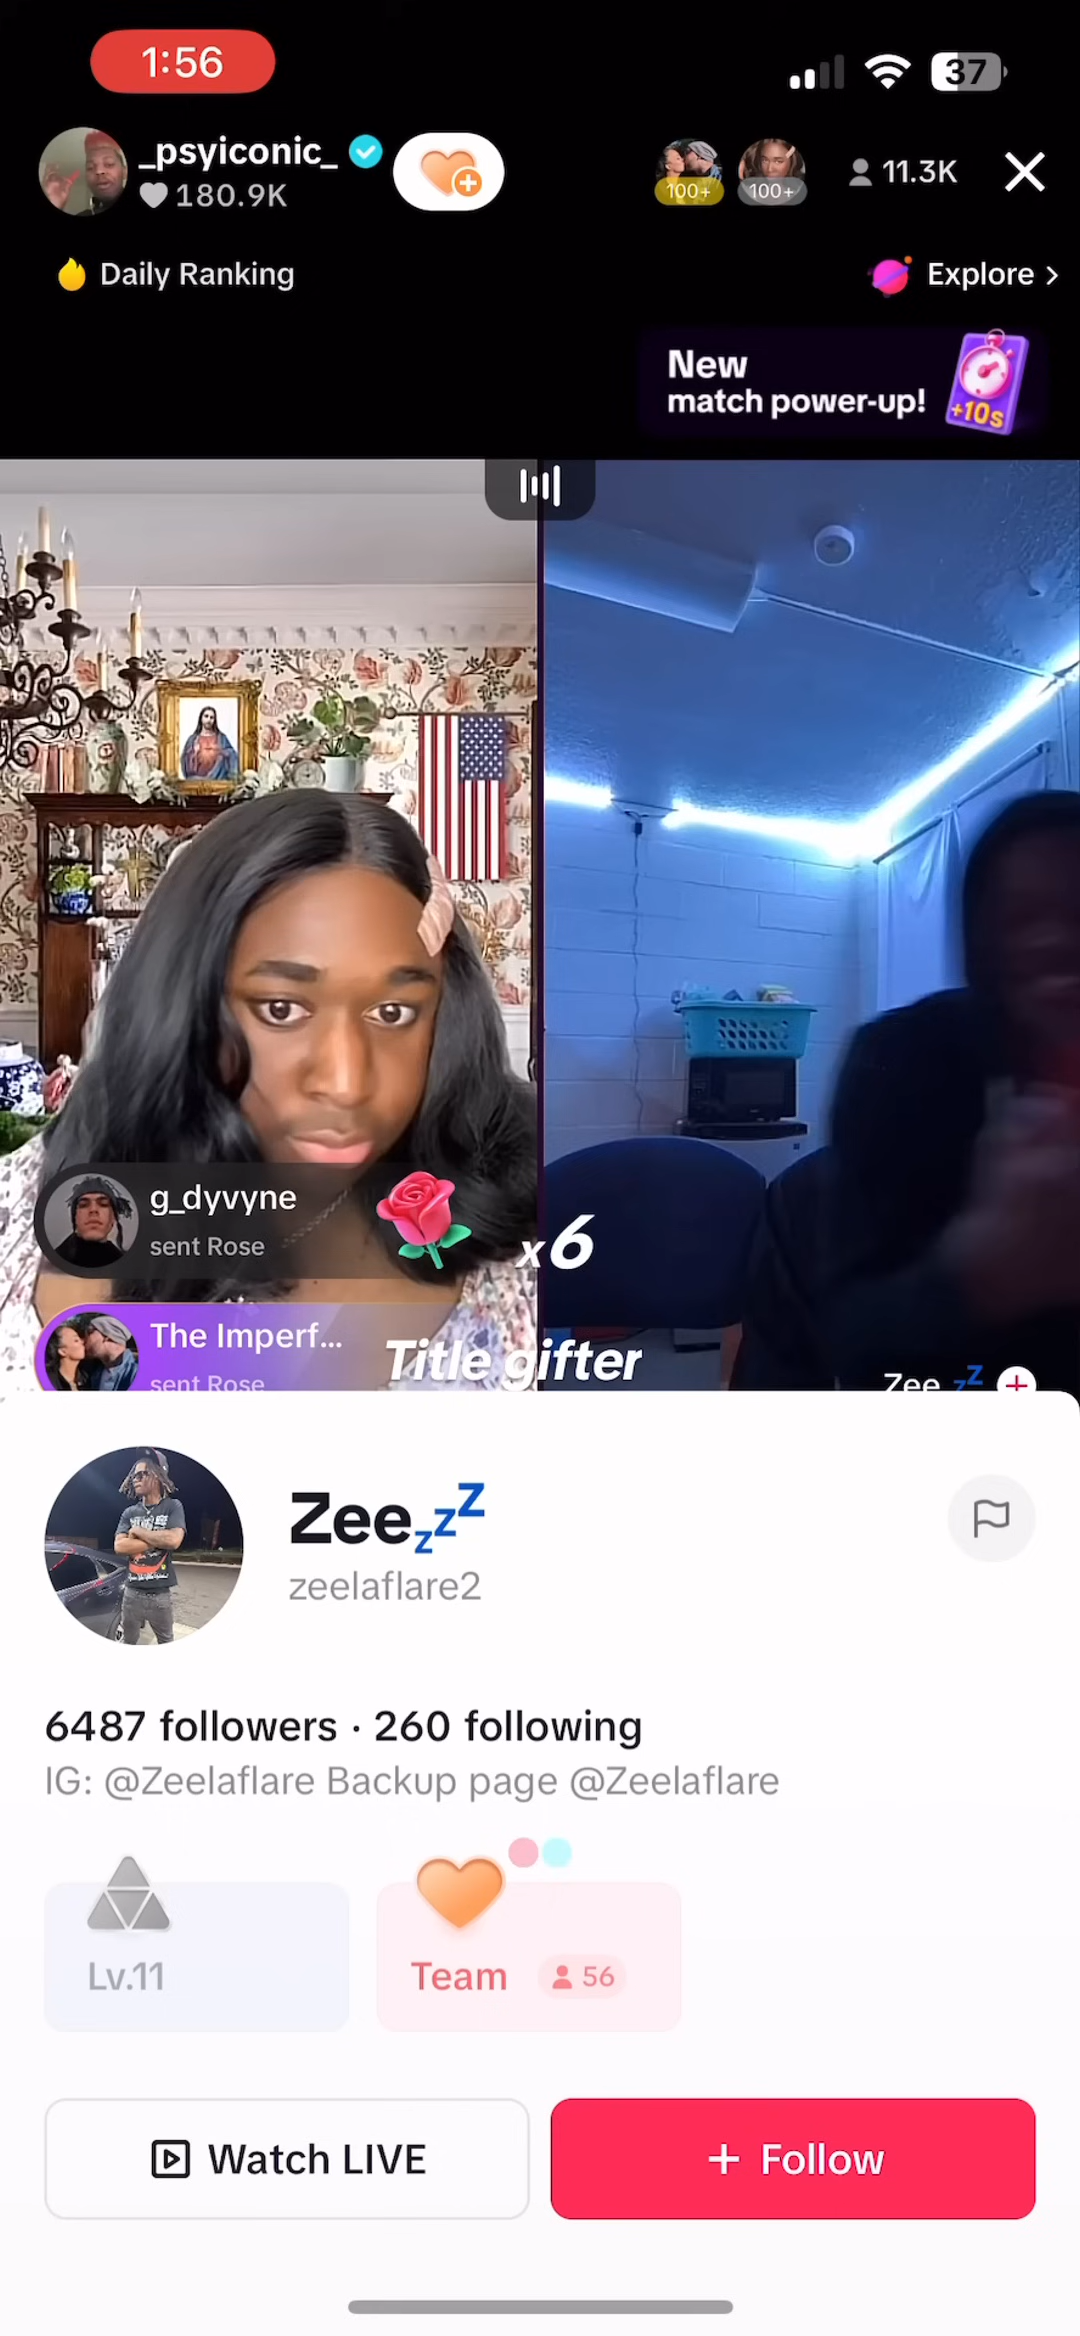 1:56
37
_psyiconic_
180.9K
100+
100+
11.3K
Daily Ranking
Explore >
New
match power-up!
+10s
g_dyvyne
sent Rose
x6
The Imperf...
sent Rose
Title gifter
Zee 💤
Zee💤
zeelaflare2
6487 followers · 260 following
IG: @Zeelaflare Backup page @Zeelaflare
Lv.11
Team 56
Watch LIVE
+ Follow